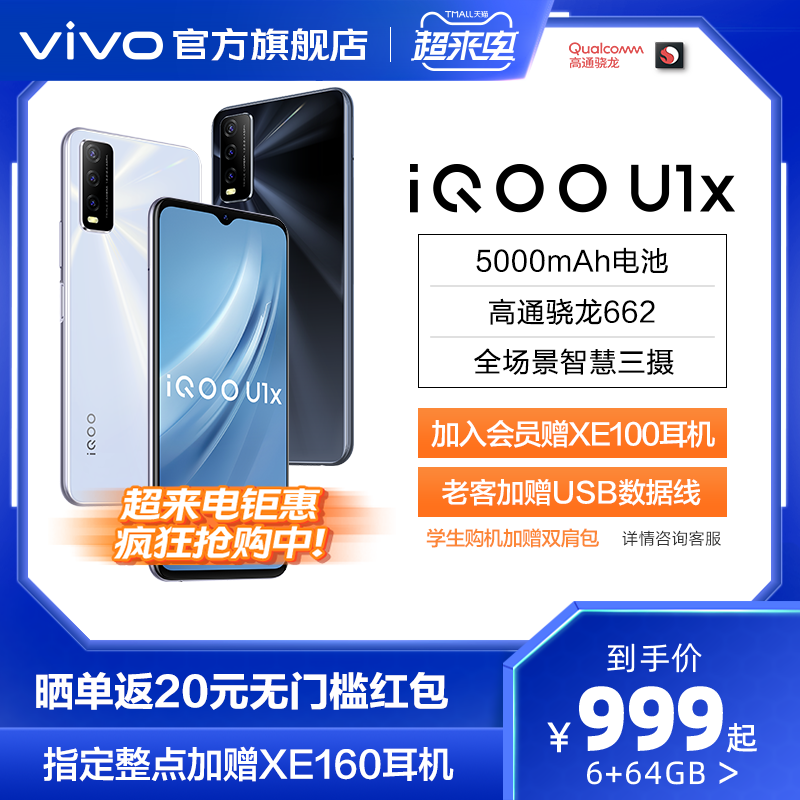 vivo 官方旗舰店
TMALL天猫
超来电
Qualcomm
高通骁龙
iQOO U1x
5000mAh电池
高通骁龙662
全场景智慧三摄
iQOO U1x
iQOO
加入会员赠XE100耳机
老客加赠USB数据线
学生购机加赠双肩包 详情咨询客服
超来电钜惠
疯狂抢购中!
晒单返20元无门槛红包
指定整点加赠XE160耳机
到手价
¥999起
6+64GB >